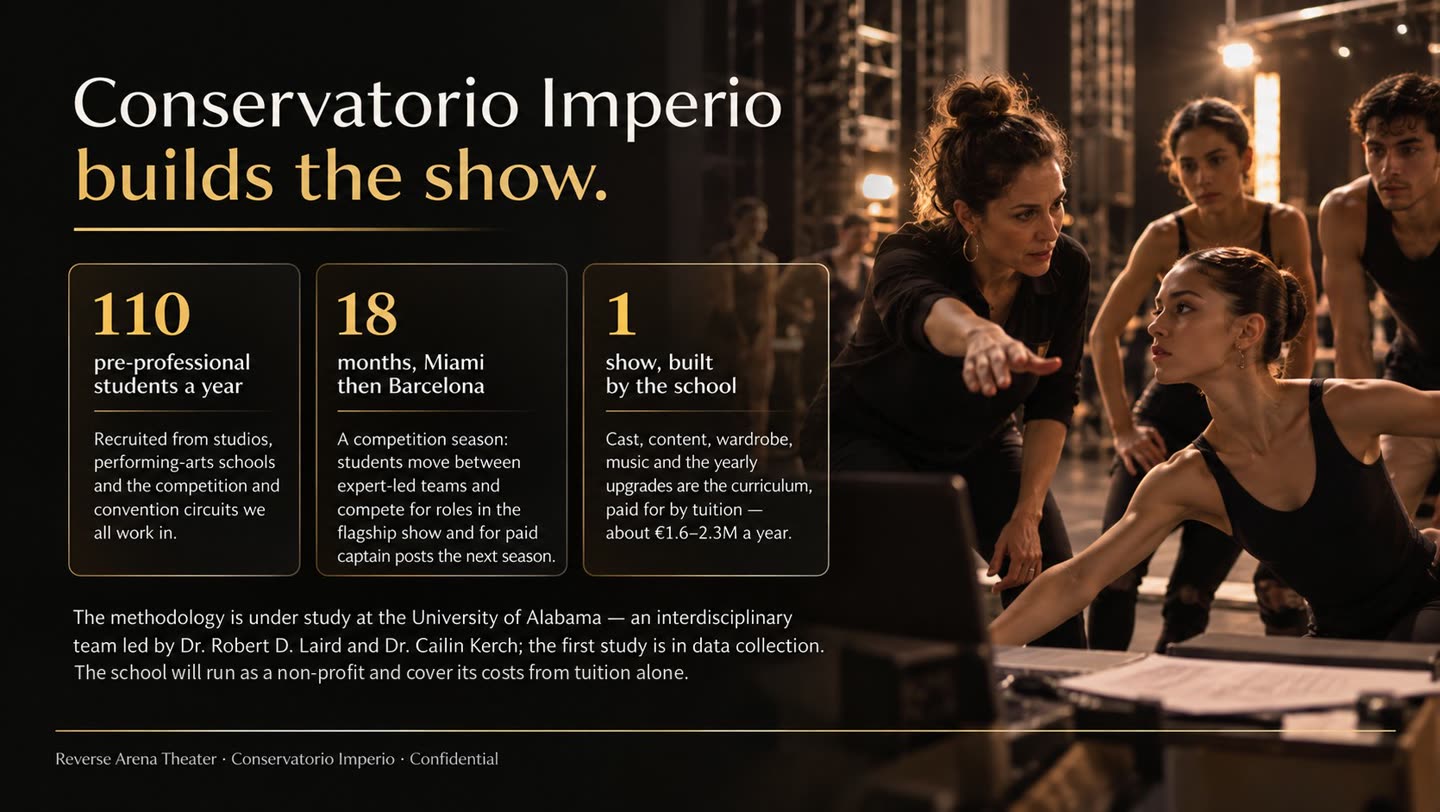 Conservatorio Imperio
builds the show.
110
pre-professional
students a year
Recruited from studios,
performing-arts schools
and the competition and
convention circuits we
all work in.
18
months, Miami
then Barcelona
A competition season:
students move between
expert-led teams and
compete for roles in the
flagship show and for paid
captain posts the next season.
1
show, built
by the school
Cast, content, wardrobe,
music and the yearly
upgrades are the curriculum,
paid for by tuition —
about €1.6–2.3M a year.
The methodology is under study at the University of Alabama — an interdisciplinary
team led by Dr. Robert D. Laird and Dr. Cailin Kerch; the first study is in data collection.
The school will run as a non-profit and cover its costs from tuition alone.
Reverse Arena Theater · Conservatorio Imperio · Confidential